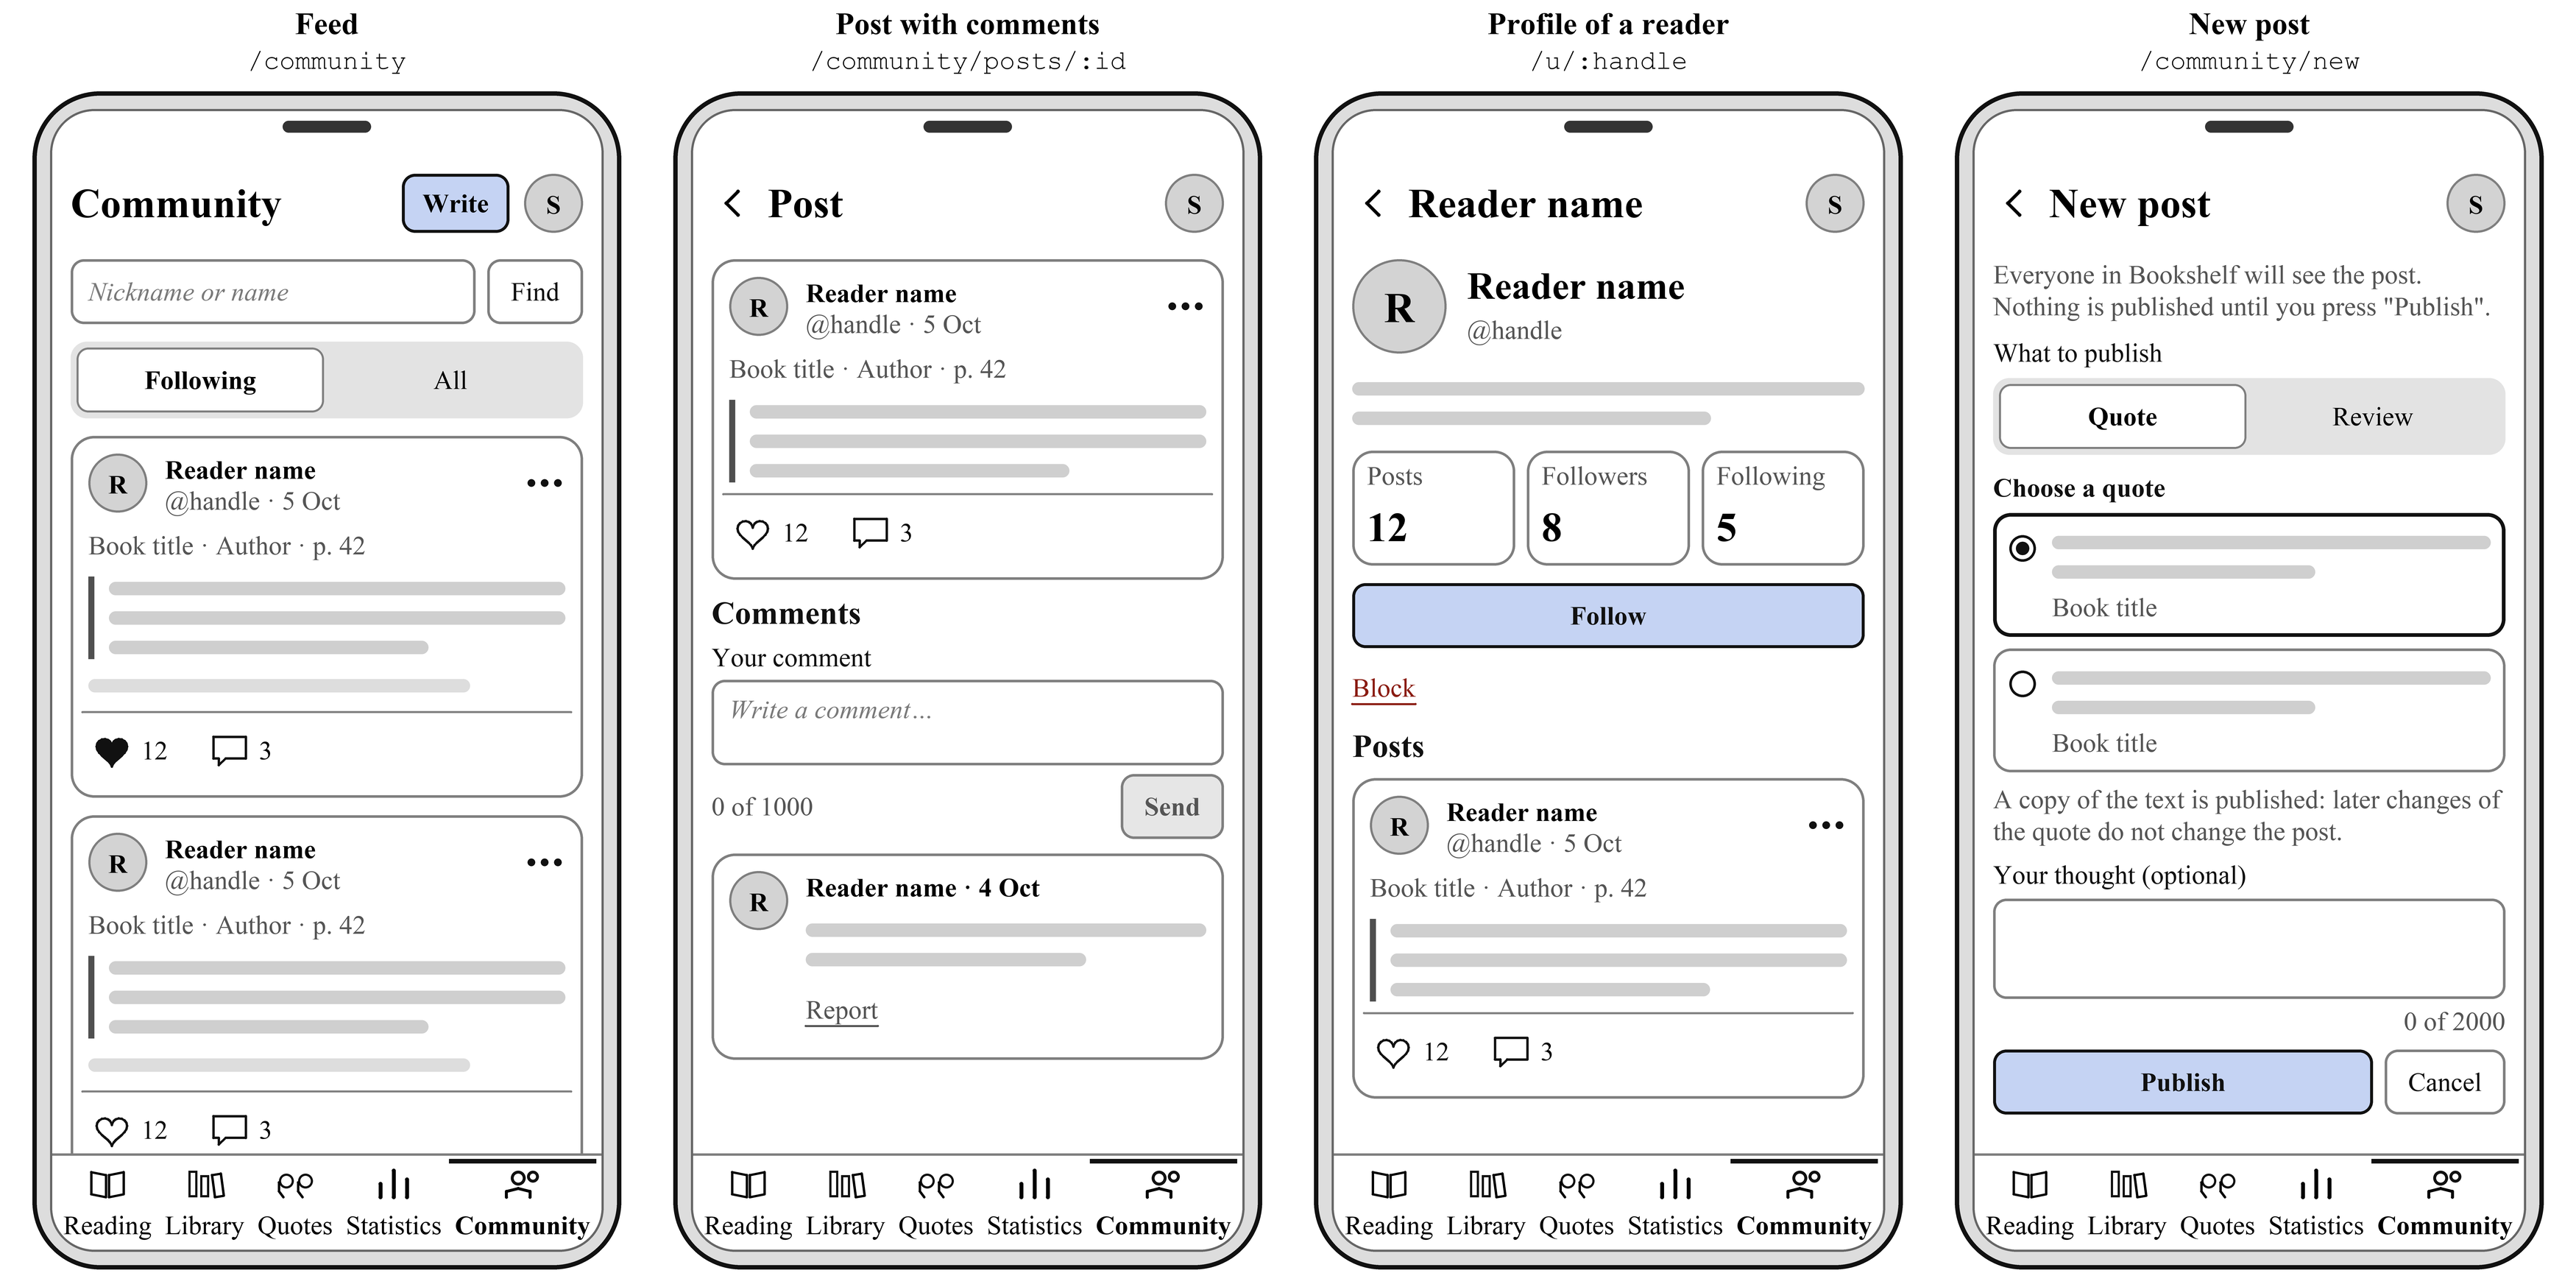 Feed
/community
Community
Write
S
Nickname or name
Find
Following
All
R
Reader name
@handle · 5 Oct
Book title · Author · p. 42
12
3
R
Reader name
@handle · 5 Oct
Book title · Author · p. 42
12
3
Reading
Library
Quotes
Statistics
Community
Post with comments
/community/posts/:id
Post
S
R
Reader name
@handle · 5 Oct
Book title · Author · p. 42
12
3
Comments
Your comment
Write a comment...
0 of 1000
Send
R
Reader name · 4 Oct
Report
Reading
Library
Quotes
Statistics
Community
Profile of a reader
/u/:handle
Reader name
S
R
Reader name
@handle
Posts
12
Followers
8
Following
5
Follow
Block
Posts
R
Reader name
@handle · 5 Oct
Book title · Author · p. 42
12
3
Reading
Library
Quotes
Statistics
Community
New post
/community/new
New post
S
Everyone in Bookshelf will see the post.
Nothing is published until you press "Publish".
What to publish
Quote
Review
Choose a quote
Book title
Book title
A copy of the text is published: later changes of
the quote do not change the post.
Your thought (optional)
0 of 2000
Publish
Cancel
Reading
Library
Quotes
Statistics
Community